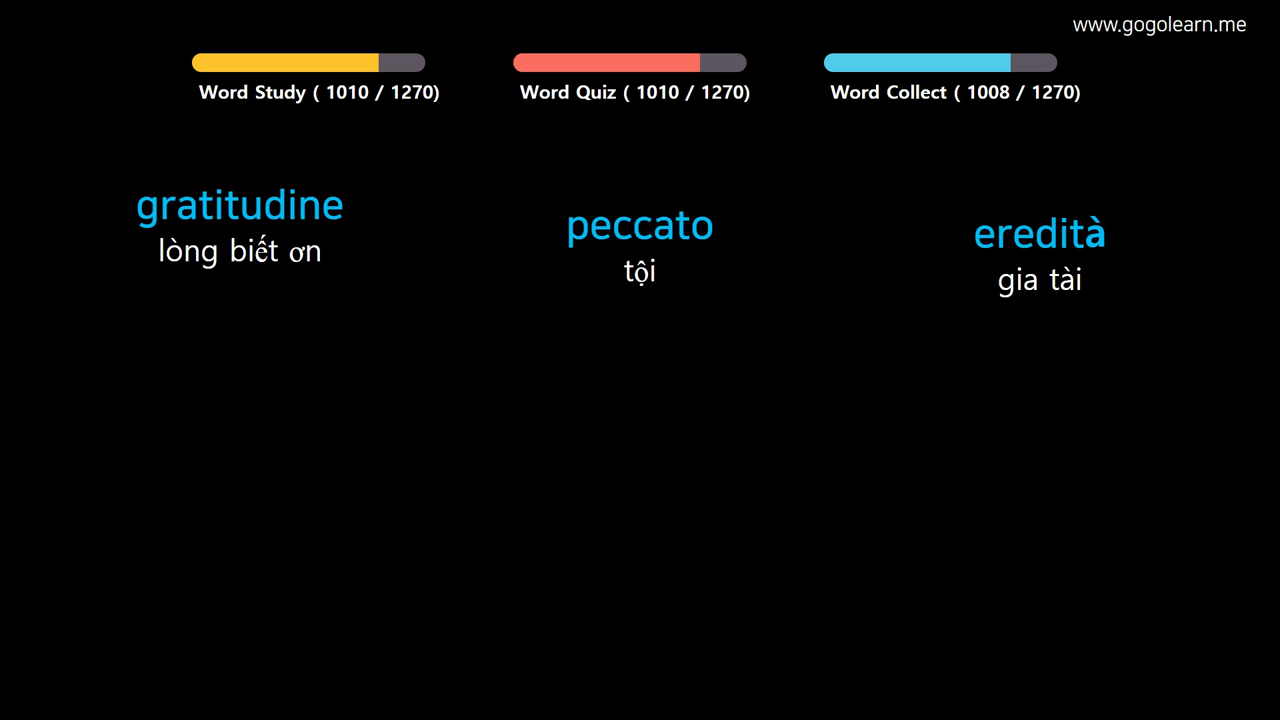 www.gogolearn.me
Word Study ( 1010 / 1270)
Word Quiz ( 1010 / 1270)
Word Collect ( 1008 / 1270)
gratitudine
lòng biết ơn
peccato
tội
eredità
gia tài